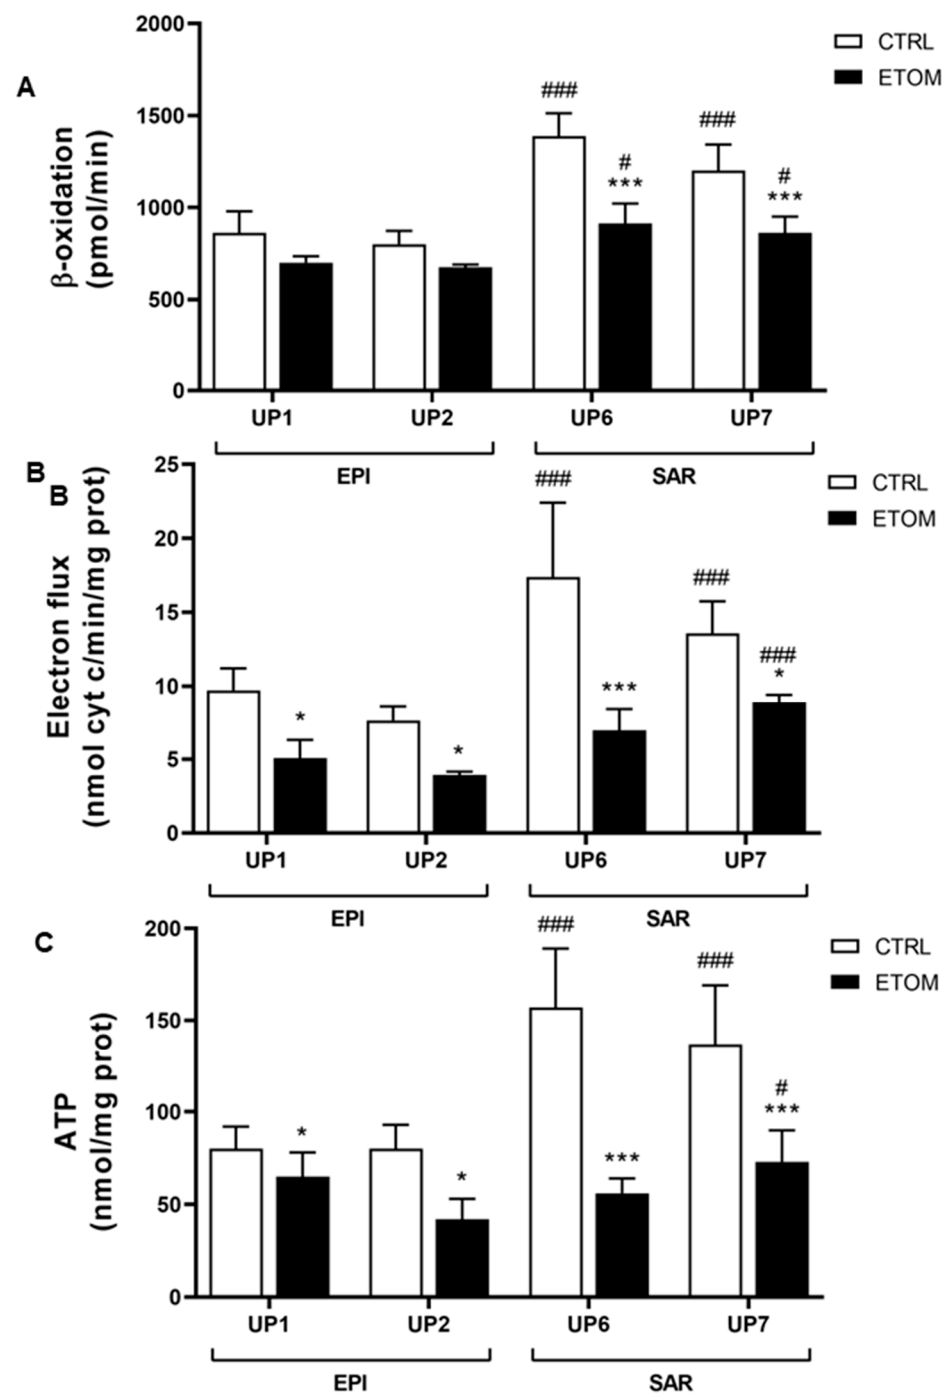 A
β-oxidation
(pmol/min)
2000
1500
1000
500
0
###
#
***
###
#
***
CTRL
ETOM
UP1 UP2 UP6 UP7
EPI SAR
B
B
Electron flux
(nmol cyt c/min/mg prot)
25
20
15
10
5
0
*
*
###
***
###
###
*
CTRL
ETOM
UP1 UP2 UP6 UP7
EPI SAR
C
ATP
(nmol/mg prot)
200
150
100
50
0
*
*
###
***
###
#
***
CTRL
ETOM
UP1 UP2 UP6 UP7
EPI SAR